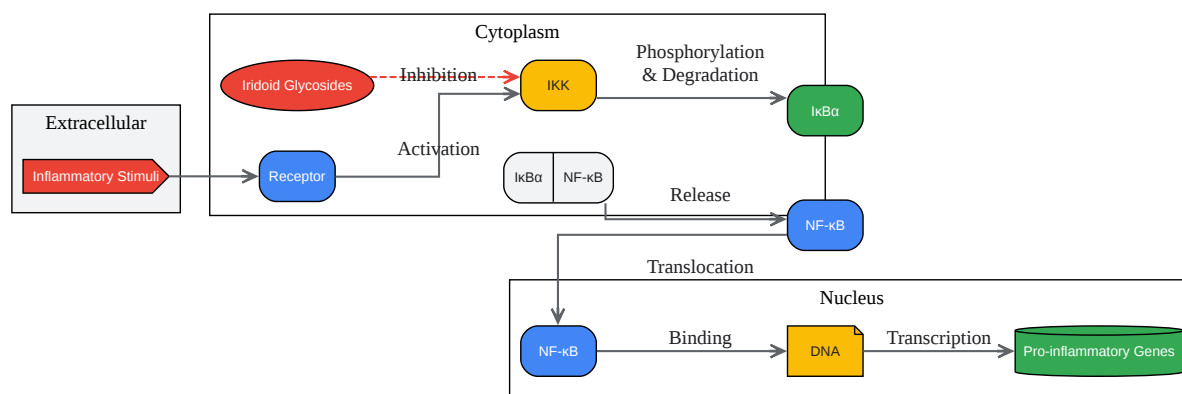 Cytoplasm
Phosphorylation
& Degradation
Inhibition
Iridoid Glycosides
IKK
IκBα
Extracellular
Activation
Inflammatory Stimuli
Receptor
IκBα
NF-κB
Release
NF-κB
Translocation
Nucleus
NF-κB
Binding
DNA
Transcription
Pro-inflammatory Genes